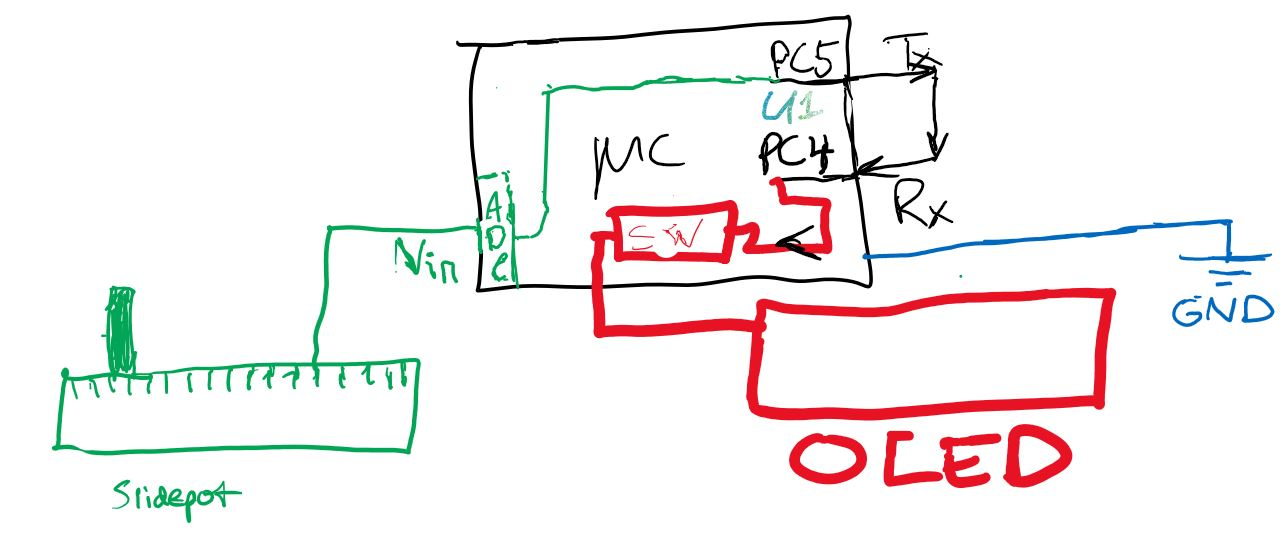 PC5
Tx
U1
µC
PC4
Rx
ADC
SW
Vin
GND
OLED
Slidepot